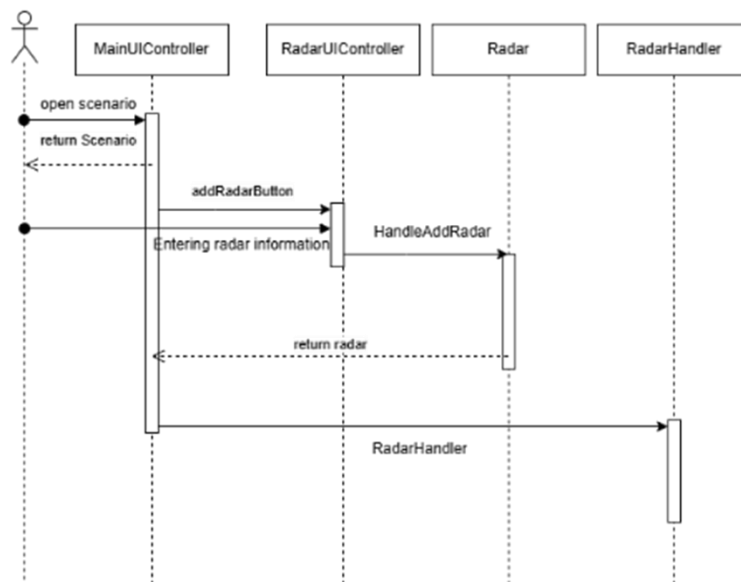 MainUIController
RadarUIController
Radar
RadarHandler
open scenario
return Scenario
addRadarButton
Entering radar information
HandleAddRadar
return radar
RadarHandler